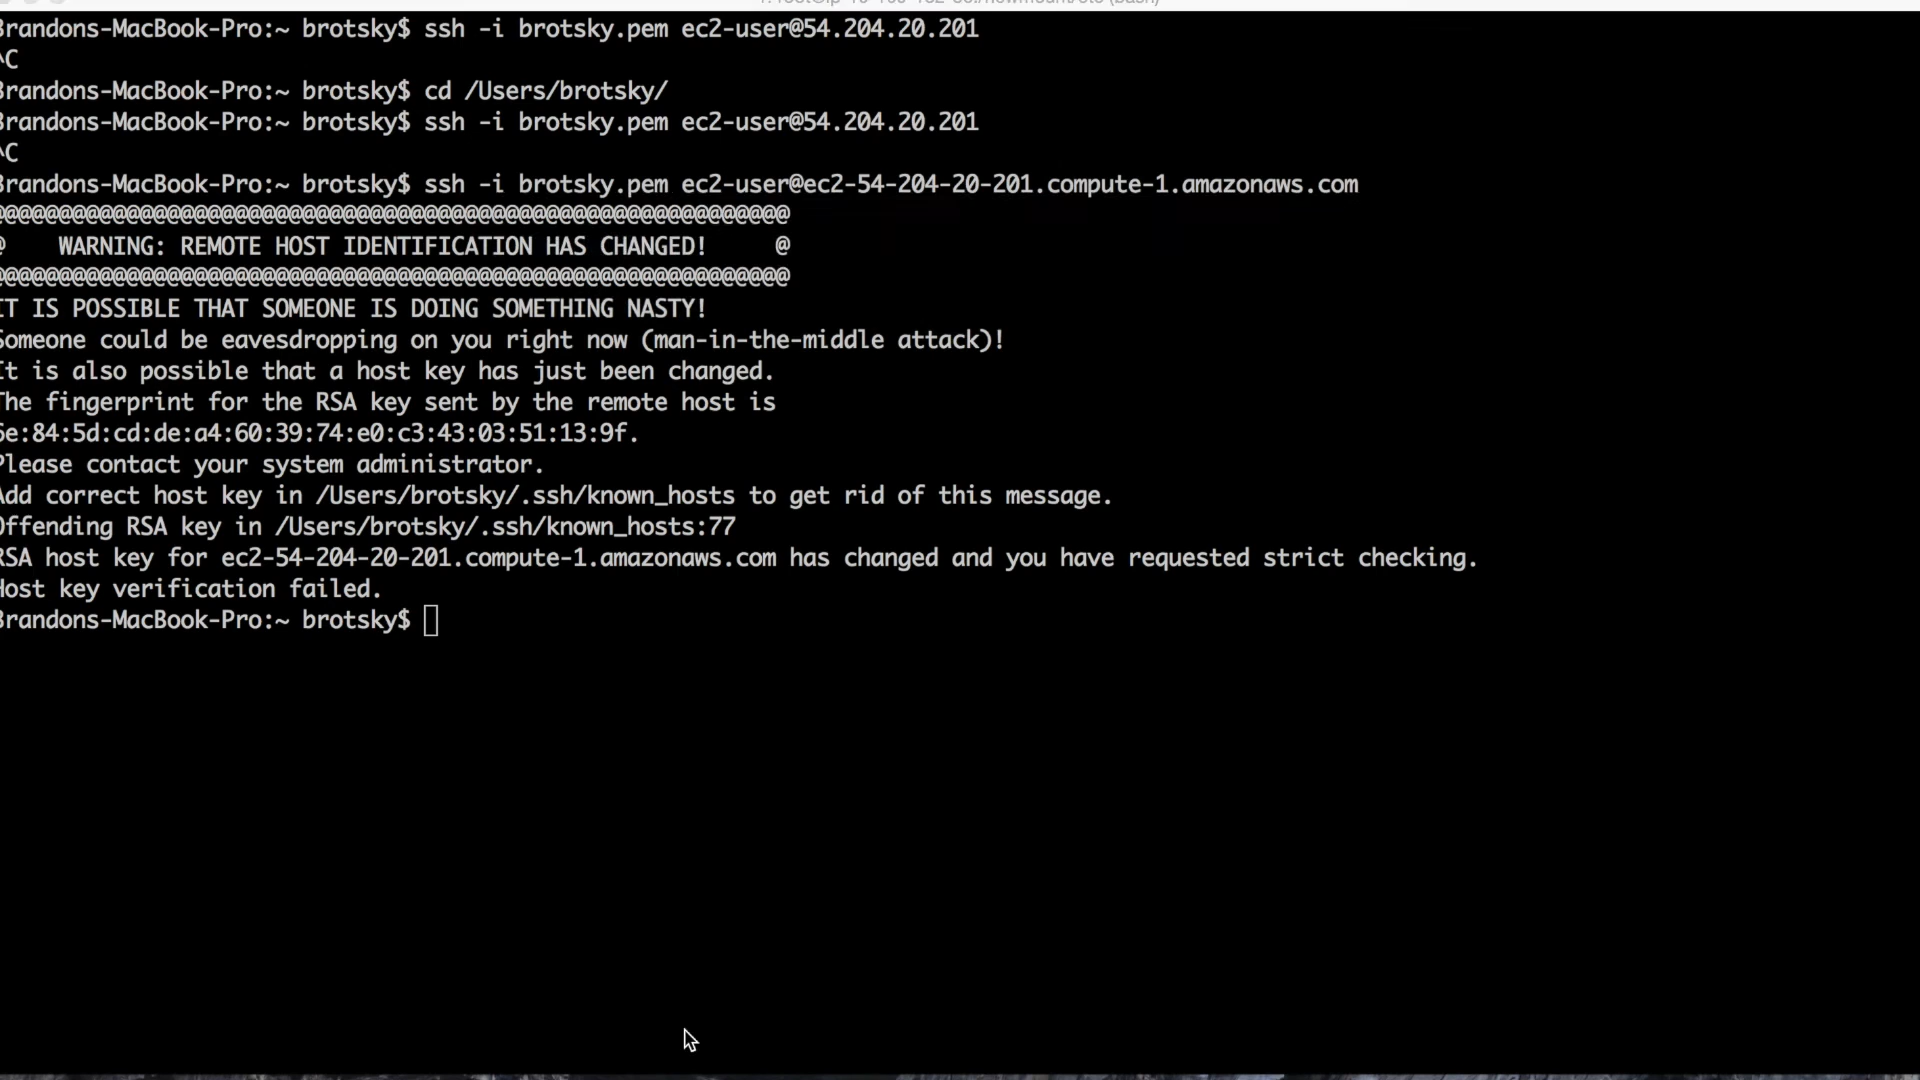 randons-MacBook-Pro:~ brotsky$ ssh -i brotsky.pem ec2-user@54.204.20.201
^C
randons-MacBook-Pro:~ brotsky$ cd /Users/brotsky/
randons-MacBook-Pro:~ brotsky$ ssh -i brotsky.pem ec2-user@54.204.20.201
^C
randons-MacBook-Pro:~ brotsky$ ssh -i brotsky.pem ec2-user@ec2-54-204-20-201.compute-1.amazonaws.com
@@@@@@@@@@@@@@@@@@@@@@@@@@@@@@@@@@@@@@@@@@@@@@@@@@@@@@@@@@@
@    WARNING: REMOTE HOST IDENTIFICATION HAS CHANGED!     @
@@@@@@@@@@@@@@@@@@@@@@@@@@@@@@@@@@@@@@@@@@@@@@@@@@@@@@@@@@@
IT IS POSSIBLE THAT SOMEONE IS DOING SOMETHING NASTY!
Someone could be eavesdropping on you right now (man-in-the-middle attack)!
It is also possible that a host key has just been changed.
The fingerprint for the RSA key sent by the remote host is
e:84:5d:cd:de:a4:60:39:74:e0:c3:43:03:51:13:9f.
Please contact your system administrator.
Add correct host key in /Users/brotsky/.ssh/known_hosts to get rid of this message.
Offending RSA key in /Users/brotsky/.ssh/known_hosts:77
RSA host key for ec2-54-204-20-201.compute-1.amazonaws.com has changed and you have requested strict checking.
Host key verification failed.
randons-MacBook-Pro:~ brotsky$